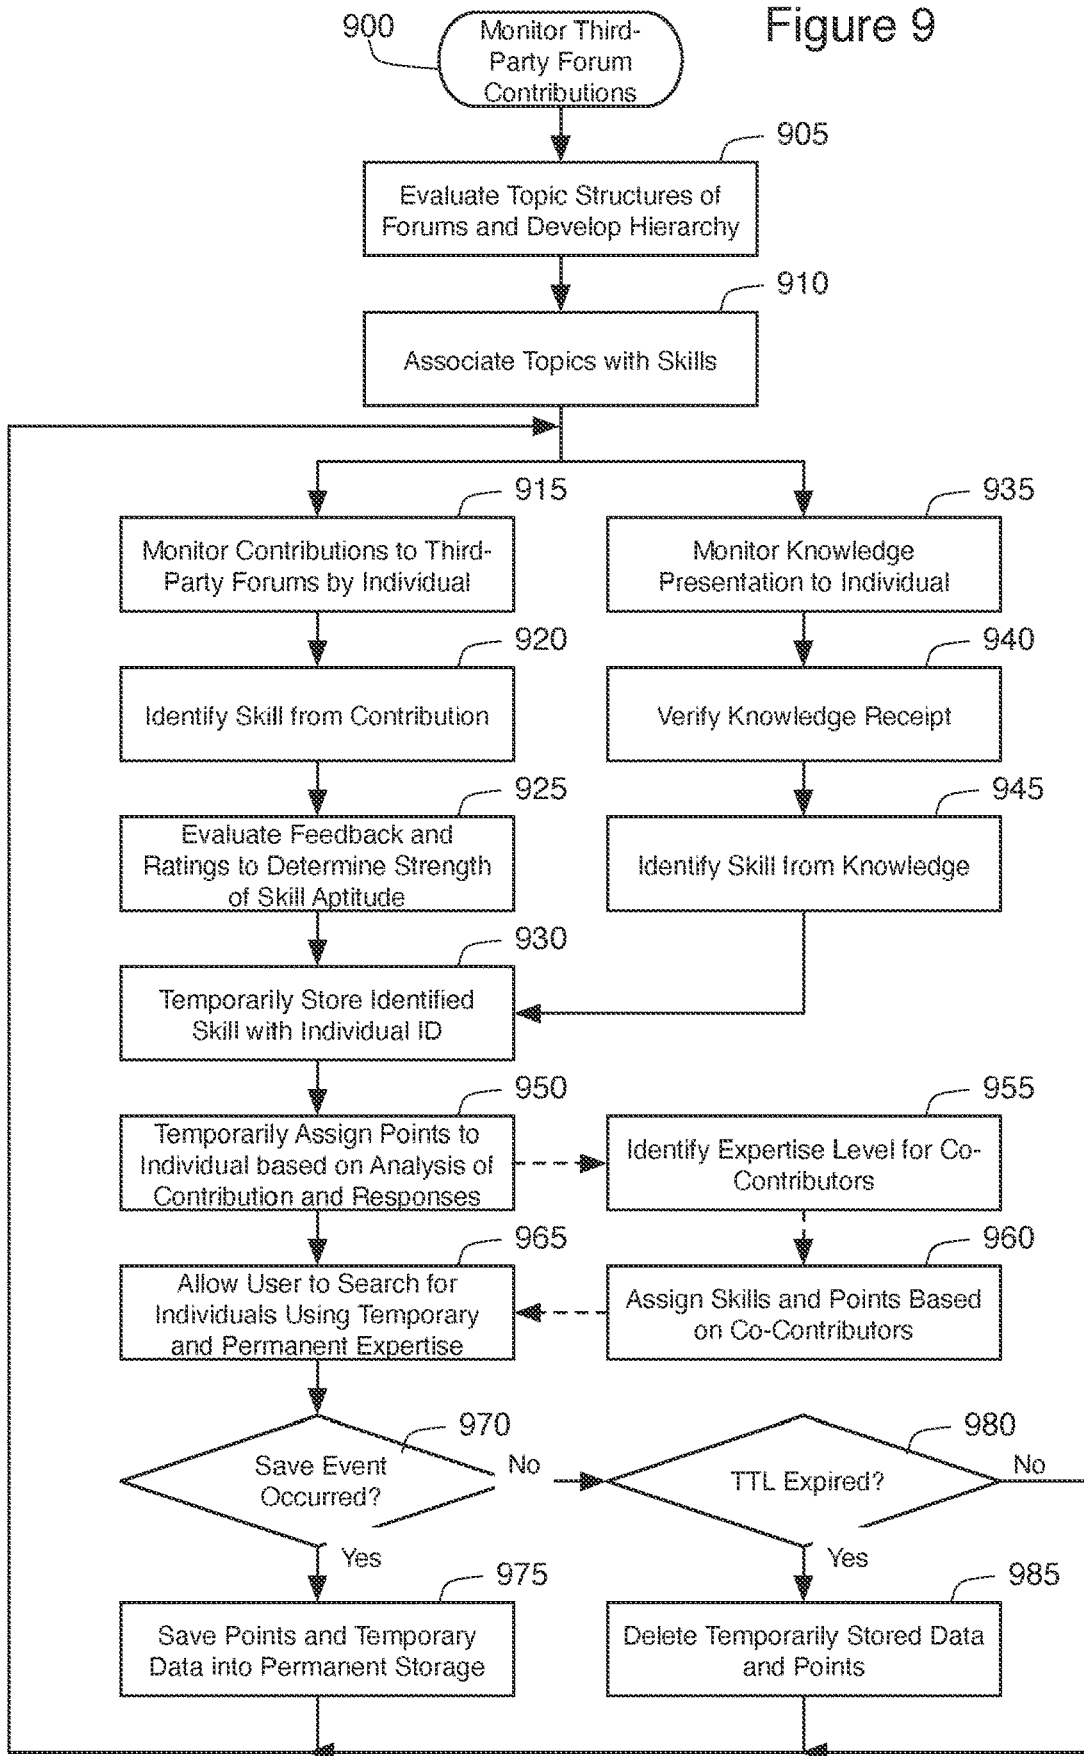 Figure 9
900
Monitor Third-
Party Forum
Contributions
905
Evaluate Topic Structures of
Forums and Develop Hierarchy
910
Associate Topics with Skills
915
Monitor Contributions to Third-
Party Forums by Individual
935
Monitor Knowledge
Presentation to Individual
920
Identify Skill from Contribution
940
Verify Knowledge Receipt
925
Evaluate Feedback and
Ratings to Determine Strength
of Skill Aptitude
945
Identify Skill from Knowledge
930
Temporarily Store Identified
Skill with Individual ID
950
Temporarily Assign Points to
Individual based on Analysis of
Contribution and Responses
955
Identify Expertise Level for Co-
Contributors
965
Allow User to Search for
Individuals Using Temporary
and Permanent Expertise
960
Assign Skills and Points Based
on Co-Contributors
970
Save Event
Occurred?
No
Yes
980
TTL Expired?
No
Yes
975
Save Points and Temporary
Data into Permanent Storage
985
Delete Temporarily Stored Data
and Points